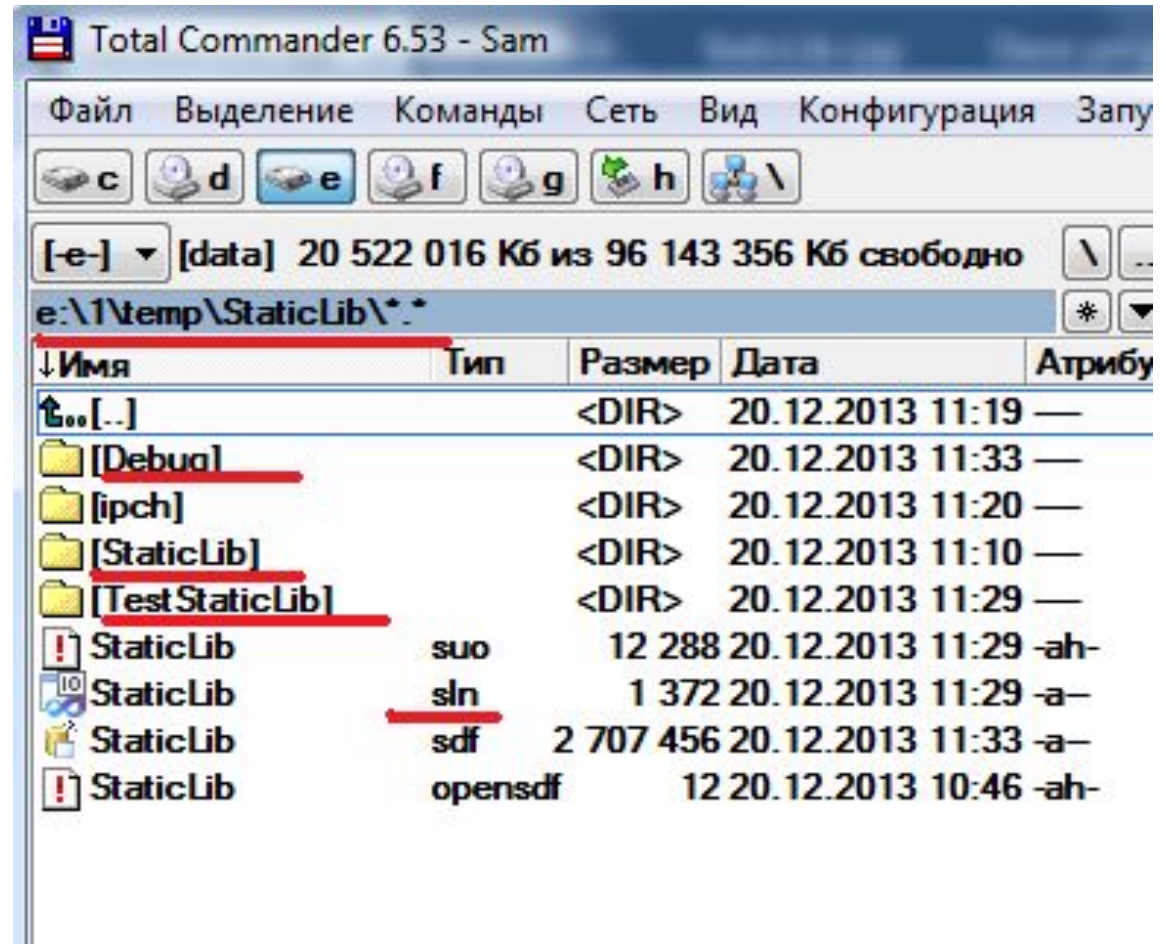 Total Commander 6.53 - Sam
Файл Выделение Команды Сеть Вид Конфигурация Запу
c d e f g h \
[-e-] [data] 20 522 016 Кб из 96 143 356 Кб свободно \ ..
e:\1\temp\StaticLib\*.* *
↓Имя Тип Размер Дата Атрибу
[..] <DIR> 20.12.2013 11:19 —
[Debug] <DIR> 20.12.2013 11:33 —
[ipch] <DIR> 20.12.2013 11:20 —
[StaticLib] <DIR> 20.12.2013 11:10 —
[TestStaticLib] <DIR> 20.12.2013 11:29 —
StaticLib suo 12 288 20.12.2013 11:29 -ah-
StaticLib sln 1 372 20.12.2013 11:29 -a--
StaticLib sdf 2 707 456 20.12.2013 11:33 -a--
StaticLib opensdf 12 20.12.2013 10:46 -ah-